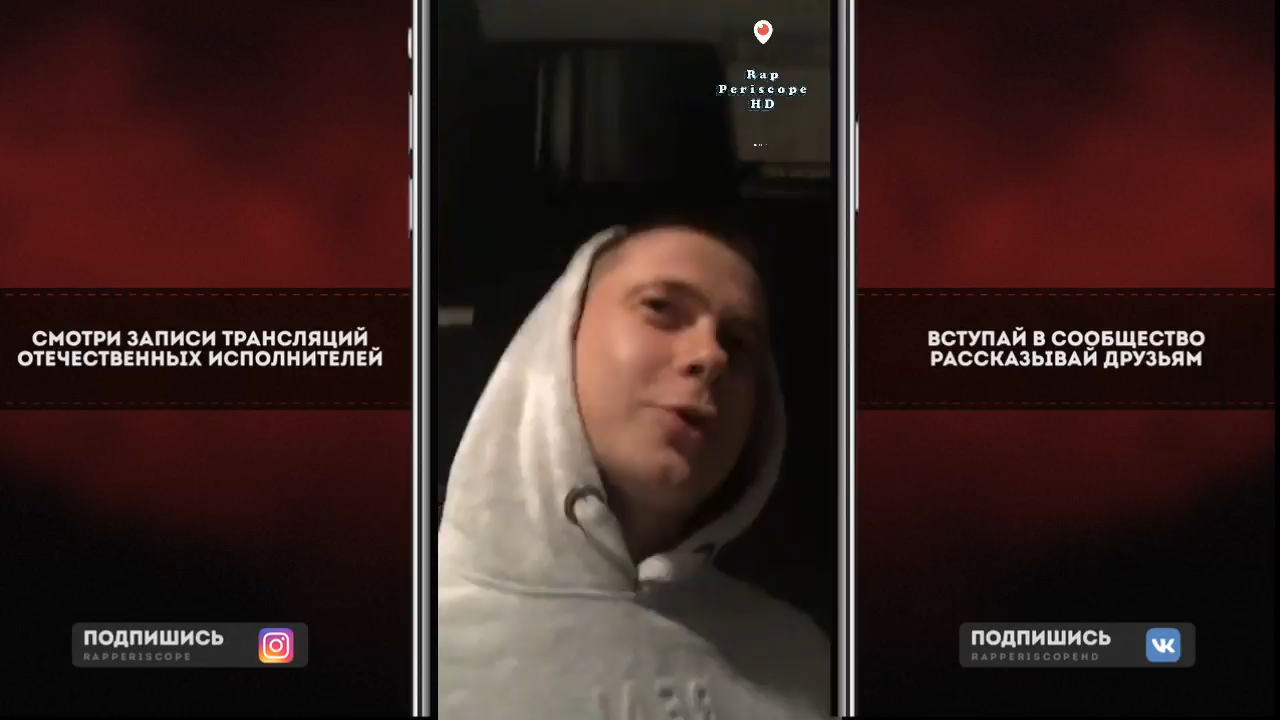 Rap
Periscope
HD
СМОТРИ ЗАПИСИ ТРАНСЛЯЦИЙ
ОТЕЧЕСТВЕННЫХ ИСПОЛНИТЕЛЕЙ
ВСТУПАЙ В СООБЩЕСТВО
РАССКАЗЫВАЙ ДРУЗЬЯМ
ПОДПИШИСЬ
RAPPERISCOPE
ПОДПИШИСЬ
RAPPERISCOPEHD